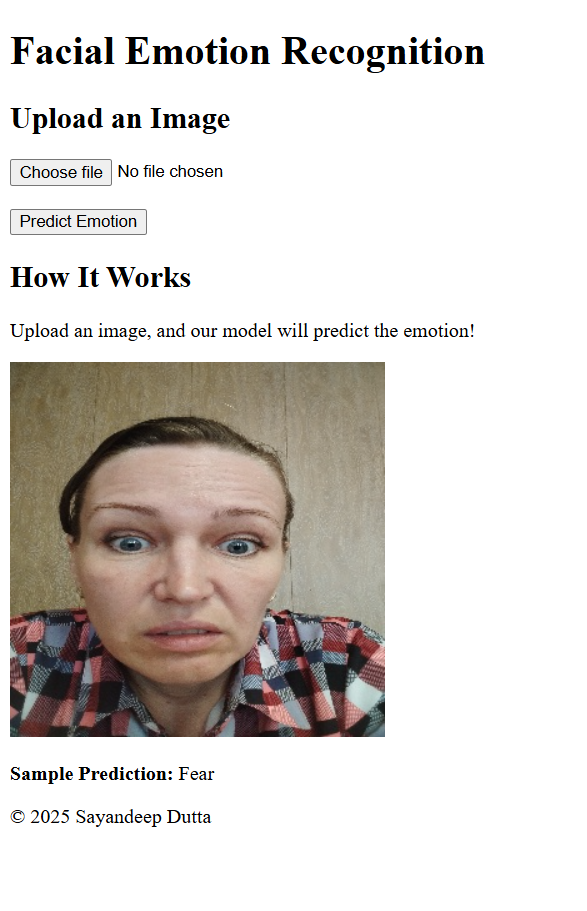 Facial Emotion Recognition
Upload an Image
Choose file No file chosen
Predict Emotion
How It Works
Upload an image, and our model will predict the emotion!
Sample Prediction: Fear
© 2025 Sayandeep Dutta